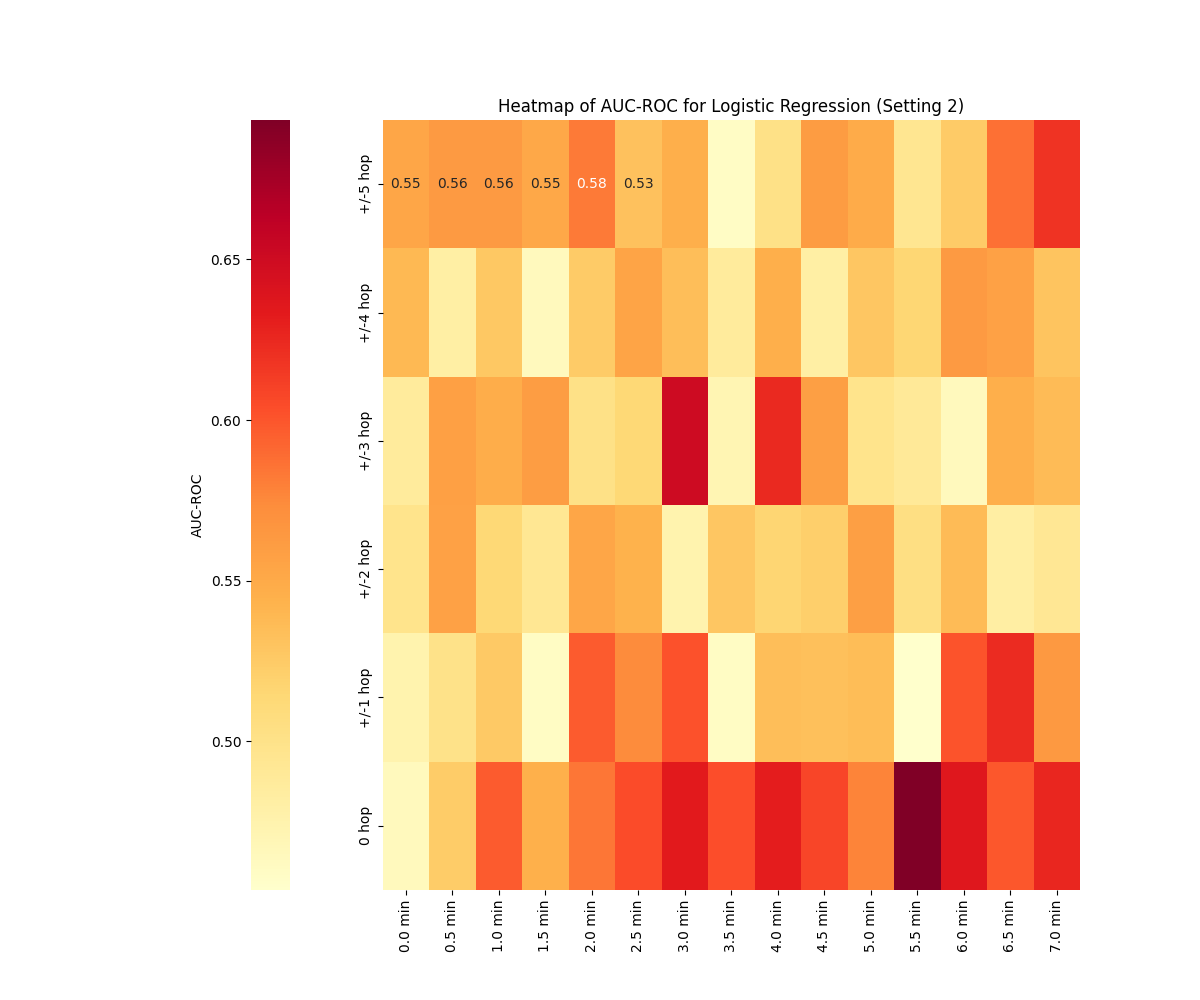 Heatmap of AUC-ROC for Logistic Regression (Setting 2)
AUC-ROC
0.65
0.60
0.55
0.50
+/-5 hop
0.55 0.56 0.56 0.55 0.58 0.53
+/-4 hop
+/-3 hop
+/-2 hop
+/-1 hop
0 hop
0.0 min
0.5 min
1.0 min
1.5 min
2.0 min
2.5 min
3.0 min
3.5 min
4.0 min
4.5 min
5.0 min
5.5 min
6.0 min
6.5 min
7.0 min